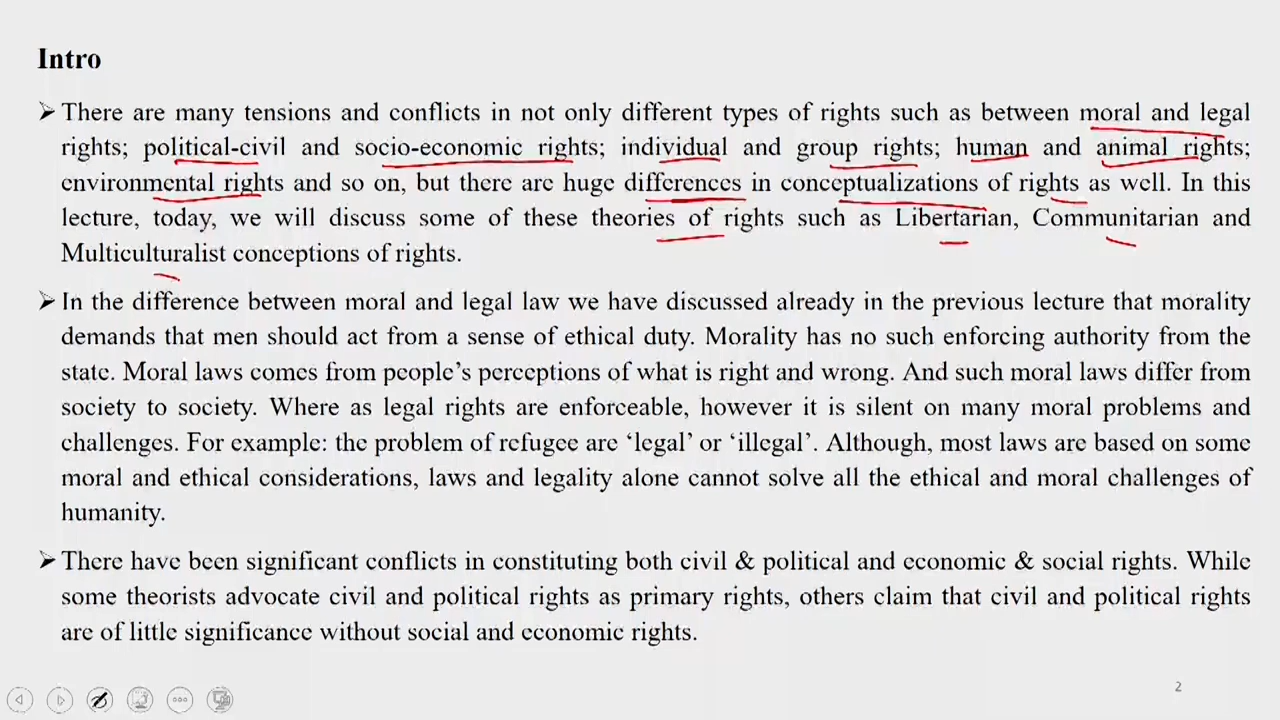 Intro
➢ There are many tensions and conflicts in not only different types of rights such as between moral and legal
rights; political-civil and socio-economic rights; individual and group rights; human and animal rights;
environmental rights and so on, but there are huge differences in conceptualizations of rights as well. In this
lecture, today, we will discuss some of these theories of rights such as Libertarian, Communitarian and
Multiculturalist conceptions of rights.
➢ In the difference between moral and legal law we have discussed already in the previous lecture that morality
demands that men should act from a sense of ethical duty. Morality has no such enforcing authority from the
state. Moral laws comes from people’s perceptions of what is right and wrong. And such moral laws differ from
society to society. Where as legal rights are enforceable, however it is silent on many moral problems and
challenges. For example: the problem of refugee are ‘legal’ or ‘illegal’. Although, most laws are based on some
moral and ethical considerations, laws and legality alone cannot solve all the ethical and moral challenges of
humanity.
➢ There have been significant conflicts in constituting both civil & political and economic & social rights. While
some theorists advocate civil and political rights as primary rights, others claim that civil and political rights
are of little significance without social and economic rights.
2